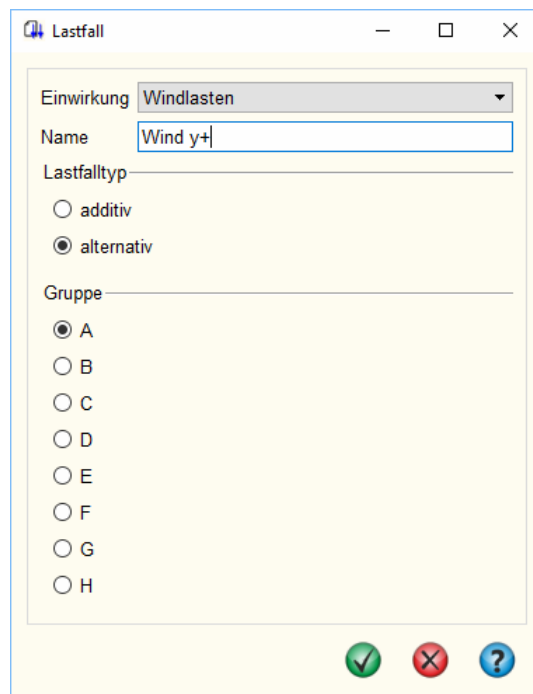 Lastfall
Einwirkung Windlasten
Name Wind y+
Lastfalltyp
additiv
alternativ
Gruppe
A
B
C
D
E
F
G
H
?